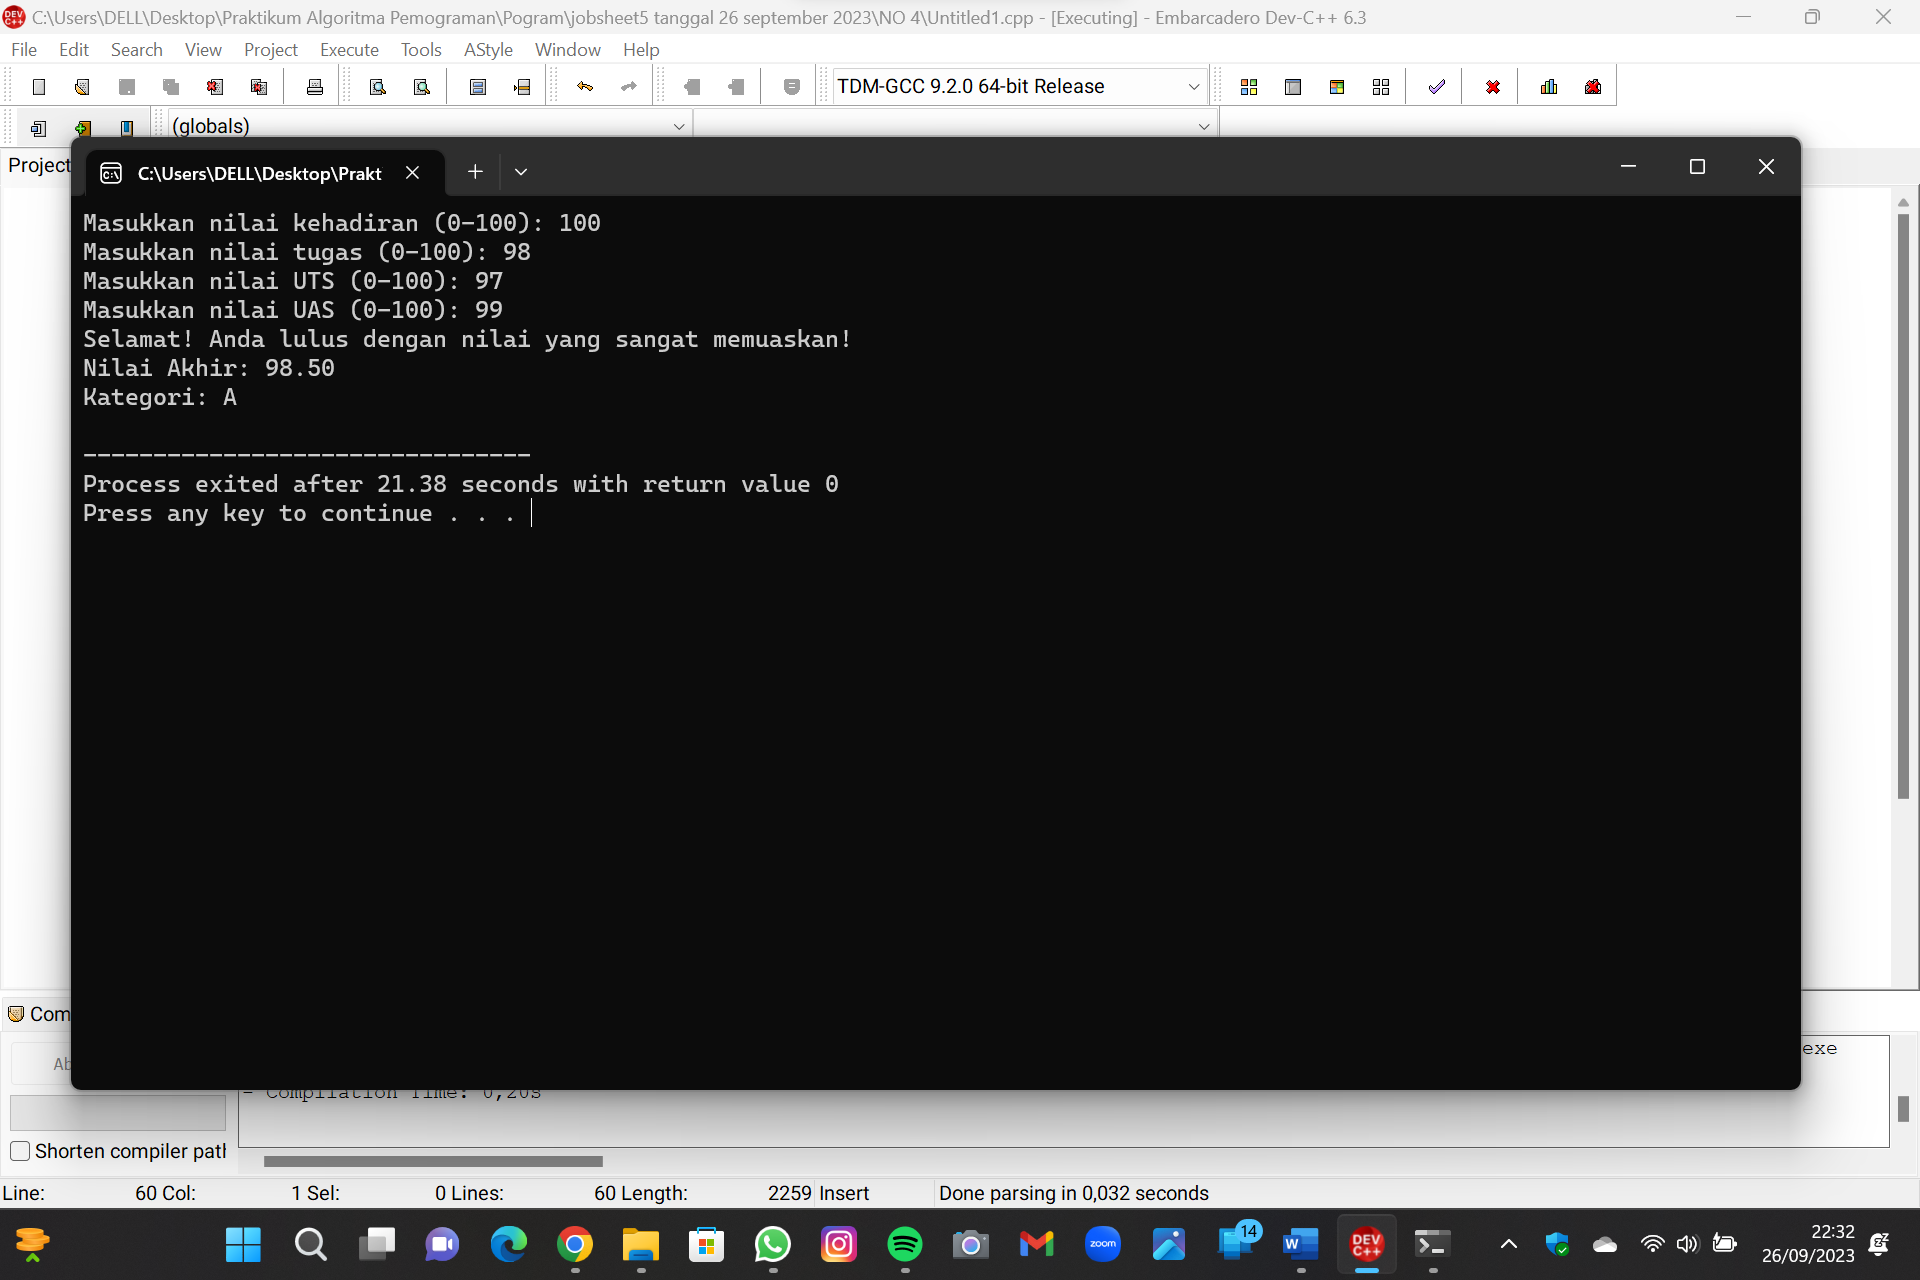 C:\Users\DELL\Desktop\Praktikum Algoritma Pemograman\Pogram\jobsheet5 tanggal 26 september 2023\NO 4\Untitled1.cpp - [Executing] - Embarcadero Dev-C++ 6.3
File Edit Search View Project Execute Tools AStyle Window Help
TDM-GCC 9.2.0 64-bit Release
(globals)
Project
C:\Users\DELL\Desktop\Prakt
Masukkan nilai kehadiran (0-100): 100
Masukkan nilai tugas (0-100): 98
Masukkan nilai UTS (0-100): 97
Masukkan nilai UAS (0-100): 99
Selamat! Anda lulus dengan nilai yang sangat memuaskan!
Nilai Akhir: 98.50
Kategori: A
--------------------------------
Process exited after 21.38 seconds with return value 0
Press any key to continue . . .
Com
Ab
exe
- Compilation Time: 0,20s
Shorten compiler path
Line: 60 Col: 1 Sel: 0 Lines: 60 Length: 2259 Insert Done parsing in 0,032 seconds
zoom
14
W
DEV C++
22:32
26/09/2023